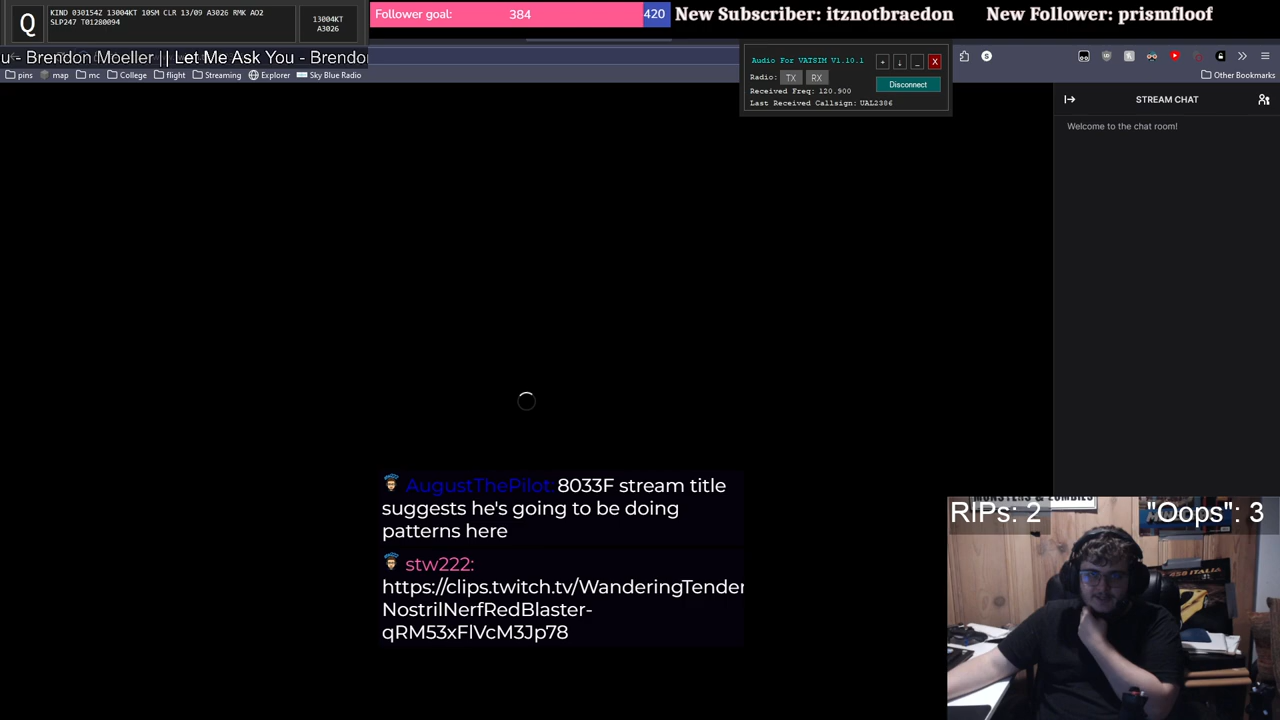 Q
KIND 030154Z 13004KT 10SM CLR 13/09 A3026 RMK AO2
SLP247 T01280094
13004KT
A3026
Follower goal:
384
420
New Subscriber: itznotbraedon
New Follower: prismfloof
u - Brendon Moeller || Let Me Ask You - Brendon
pins
map
mc
College
flight
Streaming
Explorer
Sky Blue Radio
Other Bookmarks
Audio For VATSIM V1.10.1
Radio:
TX
RX
Received Freq: 120.900
Last Received Callsign: UAL2386
Disconnect
X
S
STREAM CHAT
Welcome to the chat room!
AugustThePilot: 8033F stream title
suggests he's going to be doing
patterns here
stw222:
https://clips.twitch.tv/WanderingTender
NostrilNerfRedBlaster-
qRM53xFlVcM3Jp78
RIPs: 2
"Oops": 3